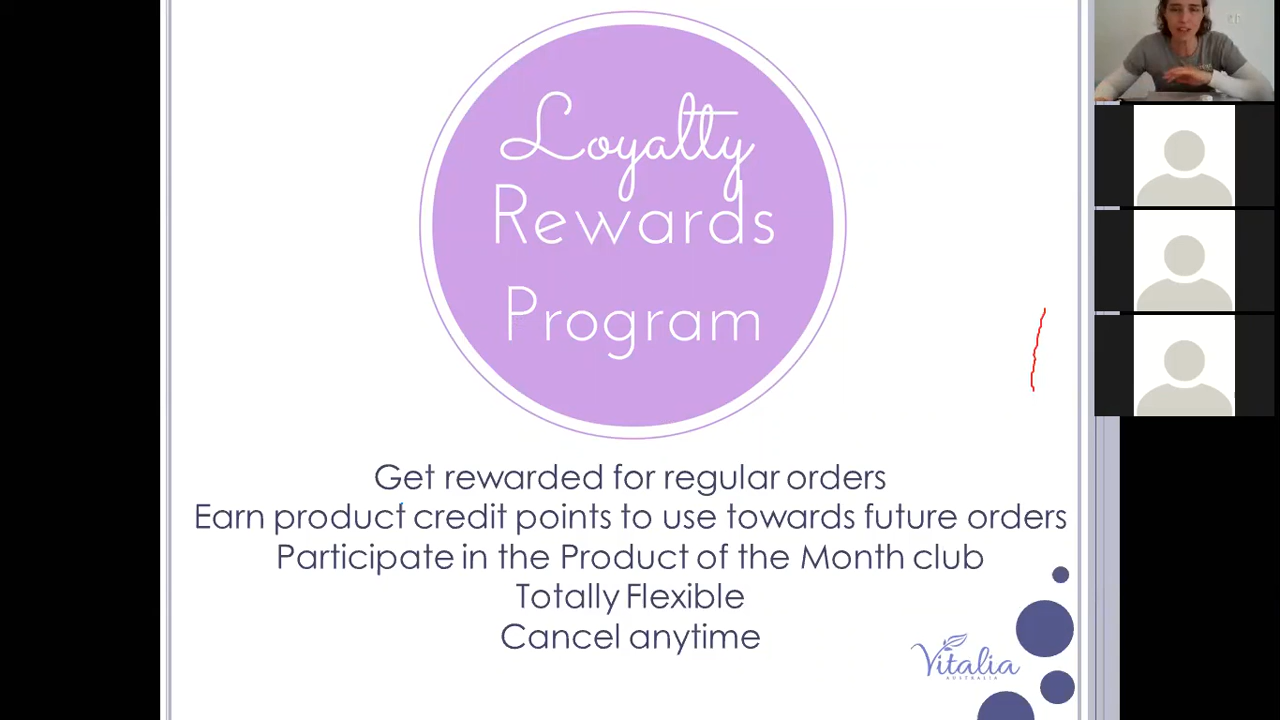 Loyalty
Rewards
Program
Get rewarded for regular orders
Earn product credit points to use towards future orders
Participate in the Product of the Month club
Totally Flexible
Cancel anytime
Vitalia
AUSTRALIA